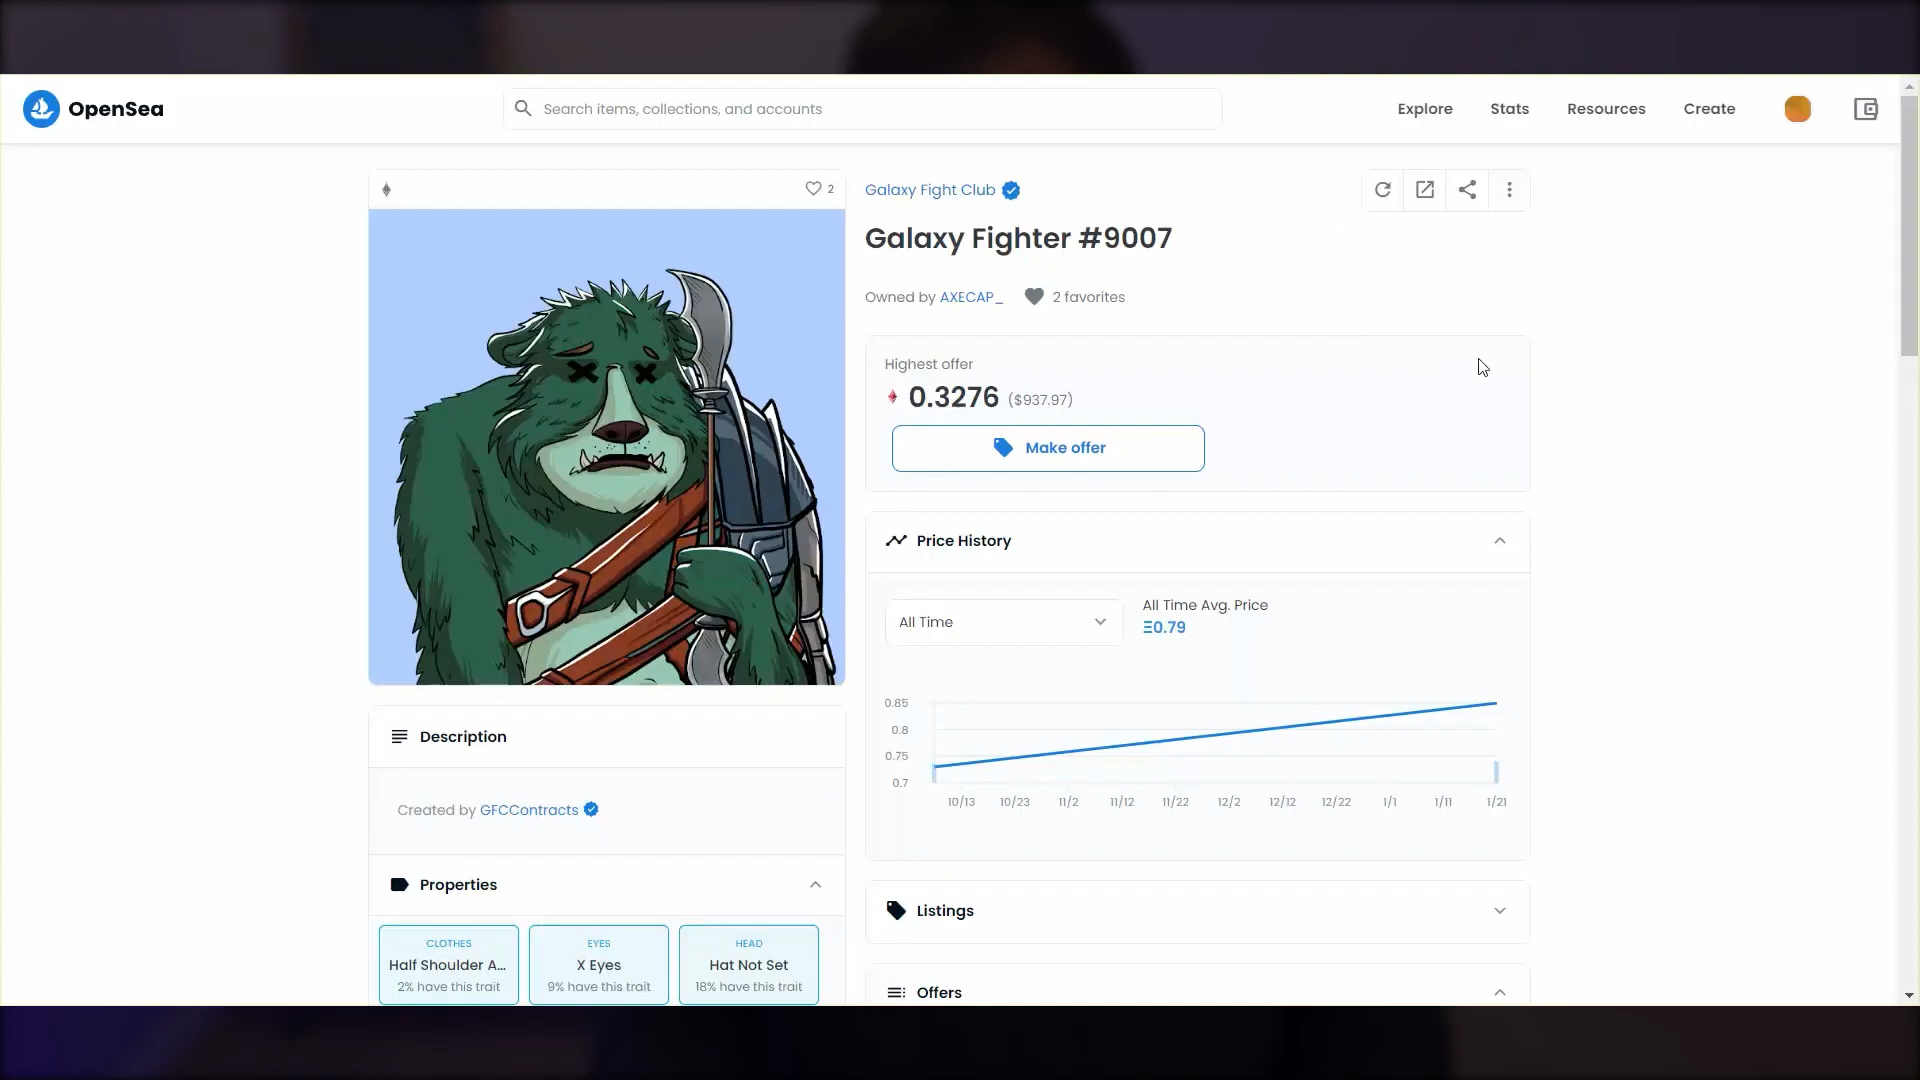 OpenSea
Search items, collections, and accounts
Explore
Stats
Resources
Create
2
Galaxy Fight Club
Galaxy Fighter #9007
Owned by AXECAP_
2 favorites
Highest offer
0.3276 ($937.97)
Make offer
Price History
All Time
All Time Avg. Price
Ξ0.79
0.85
0.8
0.75
0.7
10/13 10/23 11/2 11/12 11/22 12/2 12/12 12/22 1/1 1/11 1/21
Description
Created by GFCContracts
Properties
CLOTHES
Half Shoulder A...
2% have this trait
EYES
X Eyes
9% have this trait
HEAD
Hat Not Set
18% have this trait
Listings
Offers